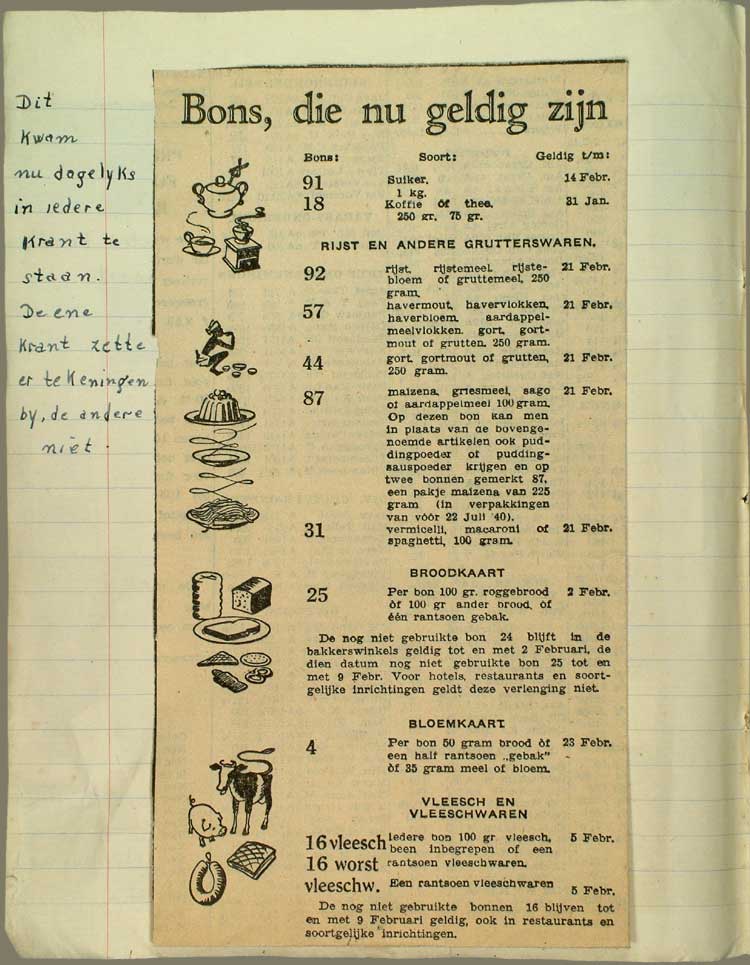 Dit
kwam
nu dagelyks
in iedere
krant te
staan.
De ene
krant zette
er tekeningen
by, de andere
niet.
Bons, die nu geldig zijn
Bons: Soort: Geldig t/m:
91 Suiker, 14 Febr.
1 kg.
18 Koffie óf thee, 31 Jan.
250 gr. 75 gr.
RIJST EN ANDERE GRUTTERSWAREN.
92 rijst, rijstemeel, rijste- 21 Febr.
bloem of gruttemeel, 250
gram.
57 havermout, havervlokken, 21 Febr.
haverbloem, aardappel-
meelvlokken, gort, gort-
mout of grutten, 250 gram.
44 gort, gortmout of grutten, 21 Febr.
250 gram.
87 maizena, griesmeel, sago 21 Febr.
of aardappelmeel 100 gram.
Op dezen bon kan men
in plaats van de bovenge-
noemde artikelen ook pud-
dingpoeder of pudding-
sauspoeder krijgen en op
twee bonnen gemerkt 87,
een pakje maizena van 225
gram (in verpakkingen
van vóór 22 Juli '40).
31 vermicelli, macaroni of 21 Febr.
spaghetti, 100 gram.
BROODKAART
25 Per bon 100 gr. roggebrood 2 Febr.
òf 100 gr ander brood, òf
één rantsoen gebak.
De nog niet gebruikte bon 24 blijft in de
bakkerswinkels geldig tot en met 2 Februari, de
dien datum nog niet gebruikte bon 25 tot en
met 9 Febr. Voor hotels, restaurants en soort-
gelijke inrichtingen geldt deze verlenging niet.
BLOEMKAART
4 Per bon 50 gram brood òf 23 Febr.
een half rantsoen „gebak"
òf 35 gram meel of bloem.
VLEESCH EN
VLEESCHWAREN
16 vleesch Iedere bon 100 gr vleesch, 5 Febr.
been inbegrepen of een
16 worst rantsoen vleeschwaren.
vleeschw. Een rantsoen vleeschwaren 5 Febr.
De nog niet gebruikte bonnen 16 blijven tot
en met 9 Februari geldig, ook in restaurants en
soortgelijke inrichtingen.